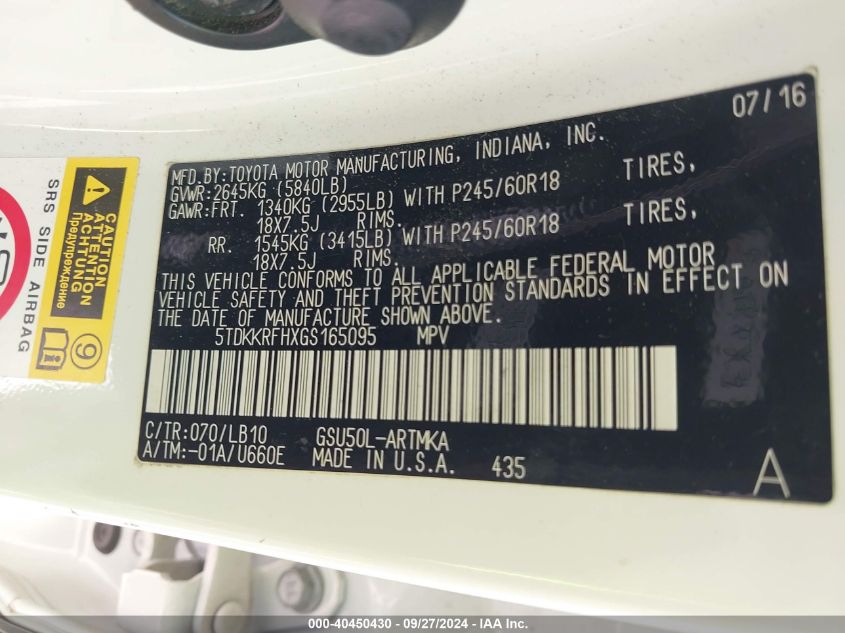 07/16
MFD.BY:TOYOTA MOTOR MANUFACTURING, INDIANA, INC.
GVWR:2645KG (5840LB)
GAWR:FRT. 1340KG (2955LB) WITH P245/60R18 TIRES,
18X7.5J RIMS.
RR. 1545KG (3415LB) WITH P245/60R18 TIRES,
18X7.5J RIMS.
THIS VEHICLE CONFORMS TO ALL APPLICABLE FEDERAL MOTOR
VEHICLE SAFETY AND THEFT PREVENTION STANDARDS IN EFFECT ON
THE DATE OF MANUFACTURE SHOWN ABOVE.
5TDKKRFHXGS165095 MPV
C/TR:070/LB10 GSU50L-ARTMKA
A/TM:-01A/U660E MADE IN U.S.A. 435
A
SRS SIDE AIRBAG
CAUTION
ATTENTION
ACHTUNG
Предупреждение
9
<000-40450430 - 09/27/2024 - IAA Inc.